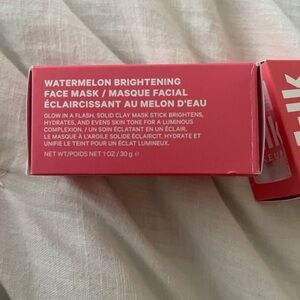 WATERMELON BRIGHTENING
FACE MASK / MASQUE FACIAL
ÉCLAIRCISSANT AU MELON D'EAU
GLOW IN A FLASH. SOLID CLAY MASK STICK BRIGHTENS,
HYDRATES, AND EVENS SKIN TONE FOR A LUMINOUS
COMPLEXION. / UN SOIN ÉCLATANT EN UN ÉCLAIR.
LE MASQUE À L'ARGILE SOLIDE ÉCLAIRCIT, HYDRATE ET
UNIFIE LE TEINT POUR UN ÉCLAT LUMINEUX.
NET WT/POIDS NET 1 OZ / 30 g ℮